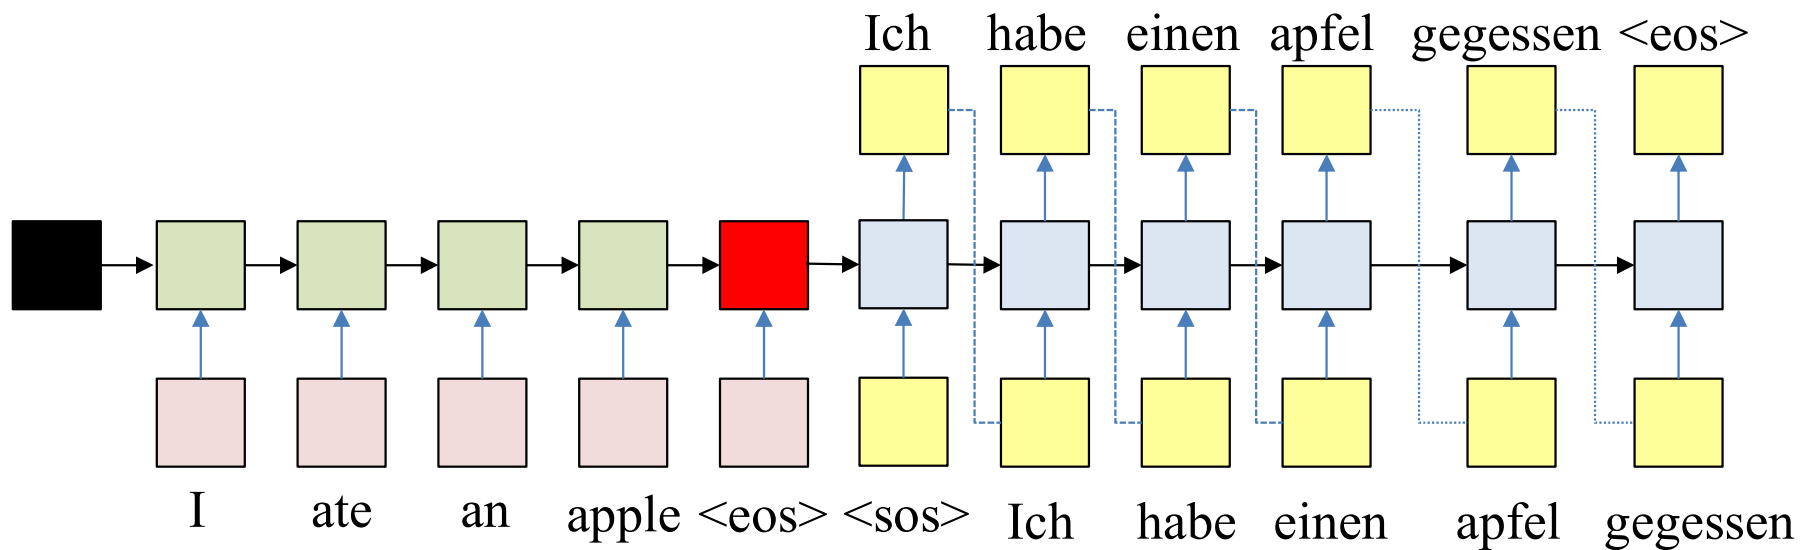 Ich habe einen apfel gegessen <eos>
I ate an apple <eos> <sos> Ich habe einen apfel gegessen